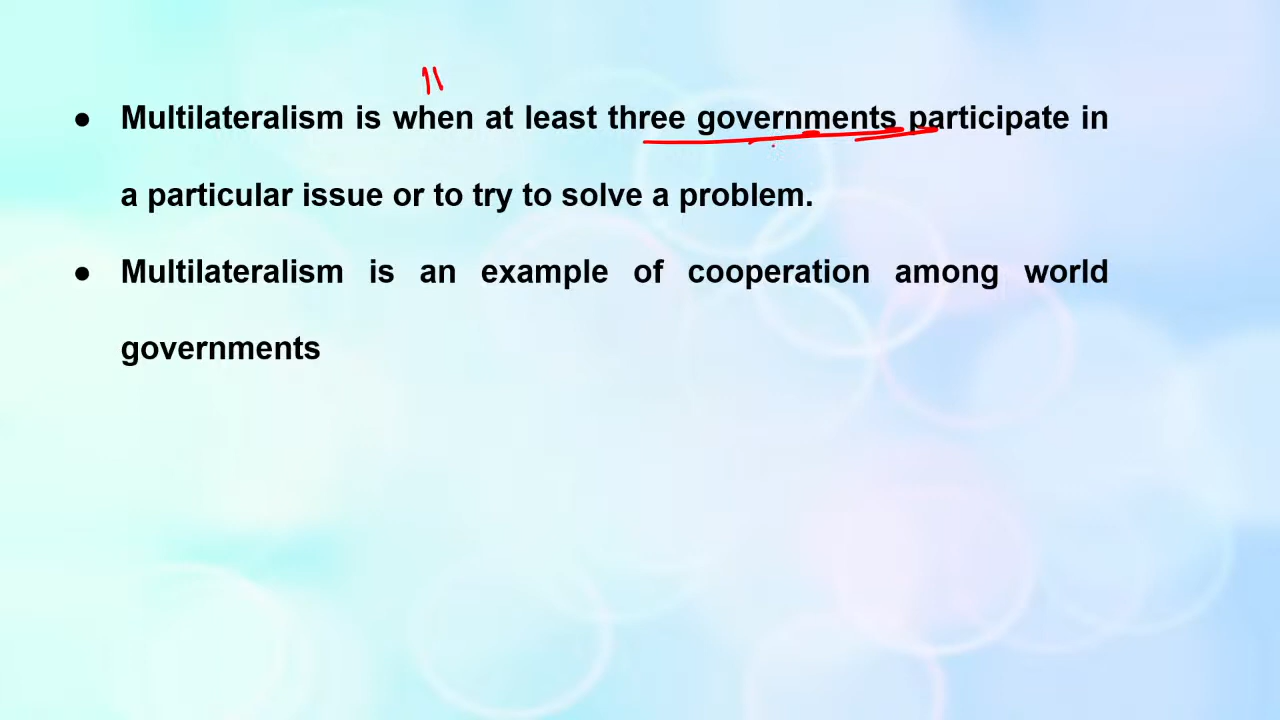 ● Multilateralism is when at least three governments participate in
a particular issue or to try to solve a problem.
● Multilateralism is an example of cooperation among world
governments